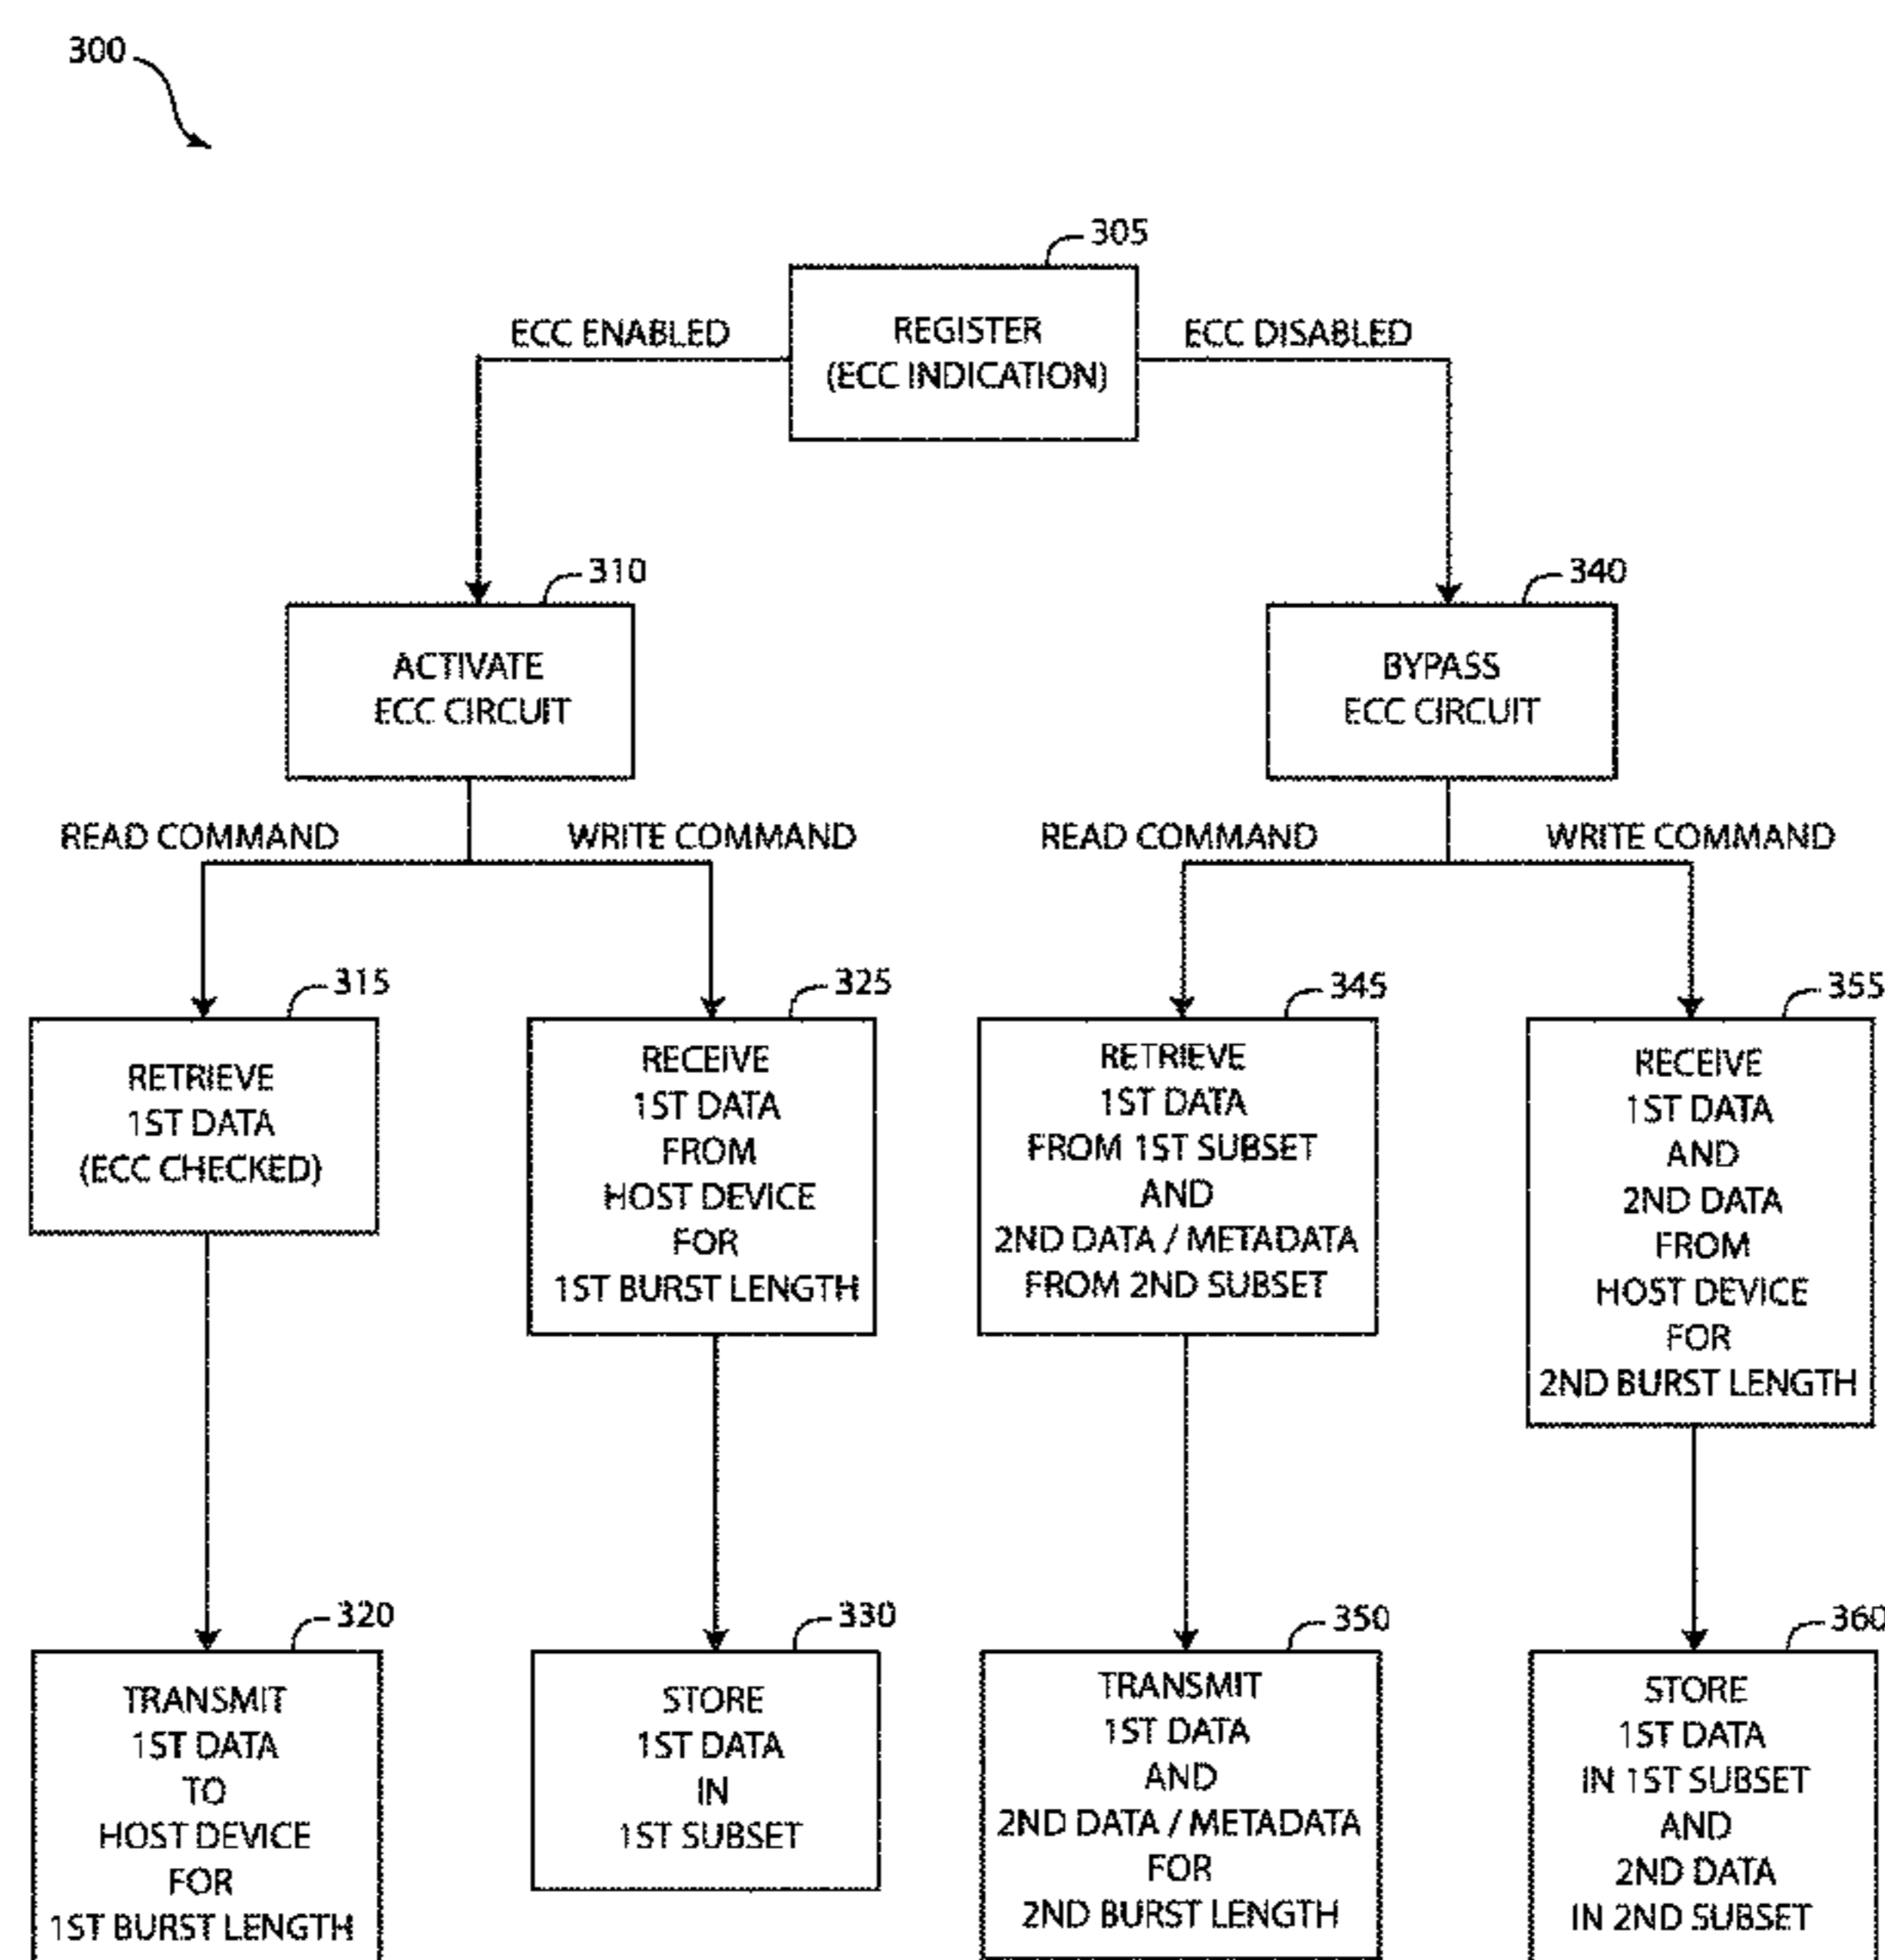 300
305
ECC ENABLED
REGISTER
(ECC INDICATION)
ECC DISABLED
310
ACTIVATE
ECC CIRCUIT
340
BYPASS
ECC CIRCUIT
READ COMMAND
WRITE COMMAND
READ COMMAND
WRITE COMMAND
315
RETRIEVE
1ST DATA
(ECC CHECKED)
325
RECEIVE
1ST DATA
FROM
HOST DEVICE
FOR
1ST BURST LENGTH
345
RETRIEVE
1ST DATA
FROM 1ST SUBSET
AND
2ND DATA / METADATA
FROM 2ND SUBSET
355
RECEIVE
1ST DATA
AND
2ND DATA
FROM
HOST DEVICE
FOR
2ND BURST LENGTH
320
TRANSMIT
1ST DATA
TO
HOST DEVICE
FOR
1ST BURST LENGTH
330
STORE
1ST DATA
IN
1ST SUBSET
350
TRANSMIT
1ST DATA
AND
2ND DATA / METADATA
FOR
2ND BURST LENGTH
360
STORE
1ST DATA
IN 1ST SUBSET
AND
2ND DATA
IN 2ND SUBSET